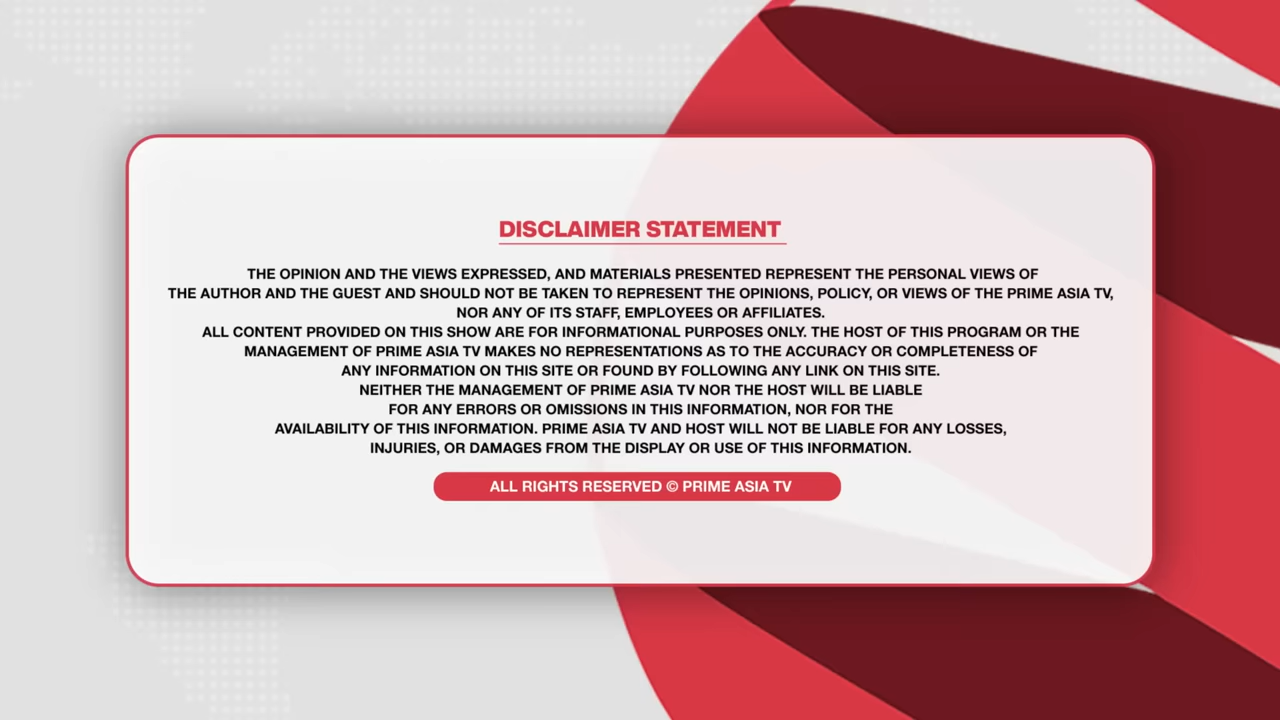 DISCLAIMER STATEMENT
THE OPINION AND THE VIEWS EXPRESSED, AND MATERIALS PRESENTED REPRESENT THE PERSONAL VIEWS OF
THE AUTHOR AND THE GUEST AND SHOULD NOT BE TAKEN TO REPRESENT THE OPINIONS, POLICY, OR VIEWS OF THE PRIME ASIA TV,
NOR ANY OF ITS STAFF, EMPLOYEES OR AFFILIATES.
ALL CONTENT PROVIDED ON THIS SHOW ARE FOR INFORMATIONAL PURPOSES ONLY. THE HOST OF THIS PROGRAM OR THE
MANAGEMENT OF PRIME ASIA TV MAKES NO REPRESENTATIONS AS TO THE ACCURACY OR COMPLETENESS OF
ANY INFORMATION ON THIS SITE OR FOUND BY FOLLOWING ANY LINK ON THIS SITE.
NEITHER THE MANAGEMENT OF PRIME ASIA TV NOR THE HOST WILL BE LIABLE
FOR ANY ERRORS OR OMISSIONS IN THIS INFORMATION, NOR FOR THE
AVAILABILITY OF THIS INFORMATION. PRIME ASIA TV AND HOST WILL NOT BE LIABLE FOR ANY LOSSES,
INJURIES, OR DAMAGES FROM THE DISPLAY OR USE OF THIS INFORMATION.
ALL RIGHTS RESERVED © PRIME ASIA TV